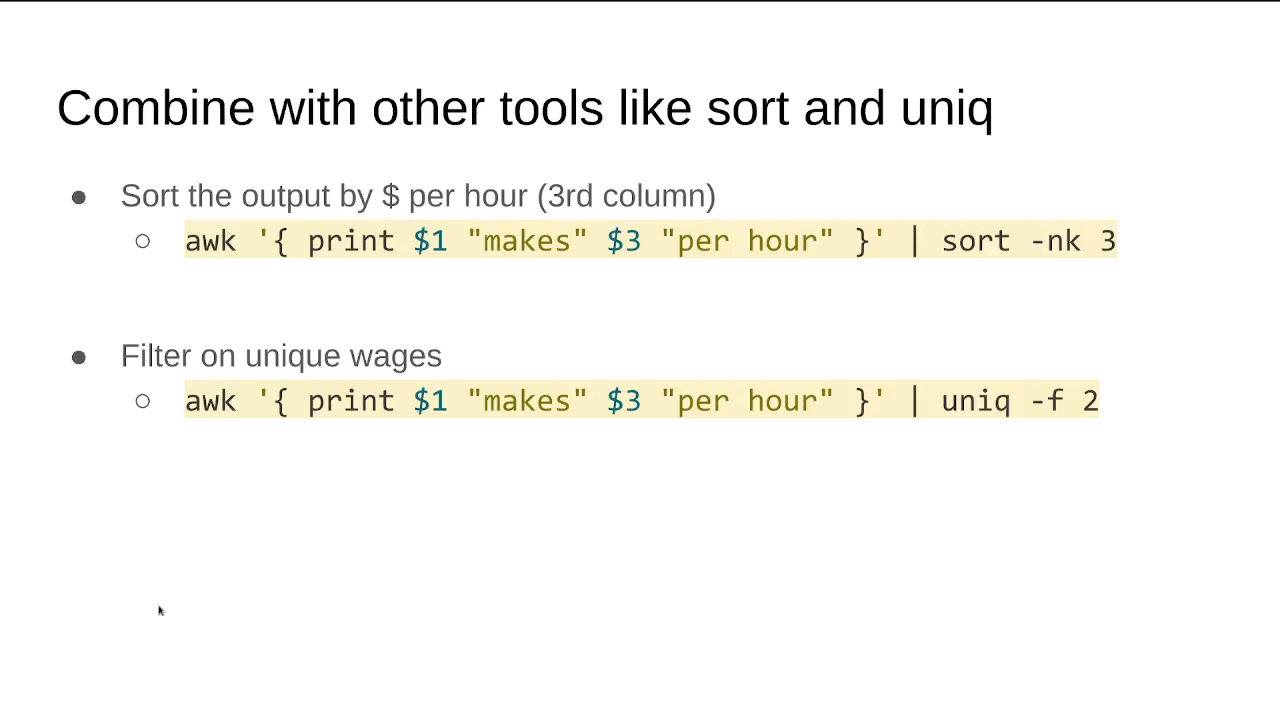 Combine with other tools like sort and uniq
● Sort the output by $ per hour (3rd column)
○ awk '{ print $1 "makes" $3 "per hour" }' | sort -nk 3
● Filter on unique wages
○ awk '{ print $1 "makes" $3 "per hour" }' | uniq -f 2